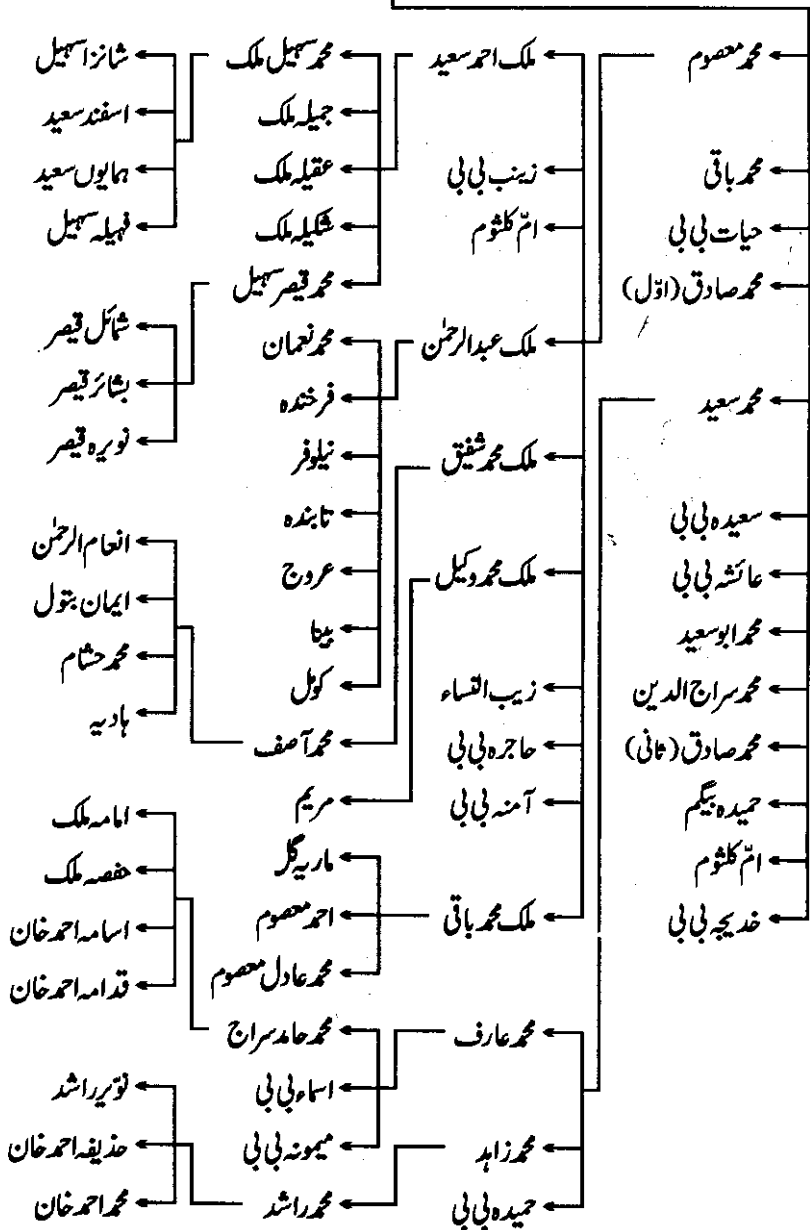 محمد معصوم
محمد باقی
حیات بی بی
محمد صادق (اوّل)
محمد سعید
سعیدہ بی بی
عائشہ بی بی
محمد ابوسعید
محمد سراج الدین
محمد صادق (ثانی)
حمیدہ بیگم
امّ کلثوم
خدیجہ بی بی
ملک احمد سعید
زینب بی بی
امّ کلثوم
ملک عبدالرحمٰن
ملک محمد شفیق
ملک محمد وکیل
زیب النساء
حاجرہ بی بی
آمنہ بی بی
ملک محمد باقی
محمد عارف
محمد زاہد
حمیدہ بی بی
محمد سہیل ملک
جمیلہ ملک
عقیلہ ملک
شکیلہ ملک
محمد قیصر سہیل
محمد نعمان
فرخندہ
نیلوفر
تابندہ
عروج
بینا
کومل
محمد آصف
مریم
ماریہ گل
احمد معصوم
محمد عادل معصوم
محمد حامد سراج
اسماء بی بی
میمونہ بی بی
محمد راشد
شانزا سہیل
اسفند سعید
ہمایوں سعید
فہیلہ سہیل
شمائل قیصر
بشائر قیصر
نویرہ قیصر
انعام الرحمٰن
ایمان بتول
محمد حشام
ہادیہ
امامہ ملک
حفصہ ملک
اسامہ احمد خان
قدامہ احمد خان
نوّیر راشد
حذیفہ احمد خان
محمد احمد خان